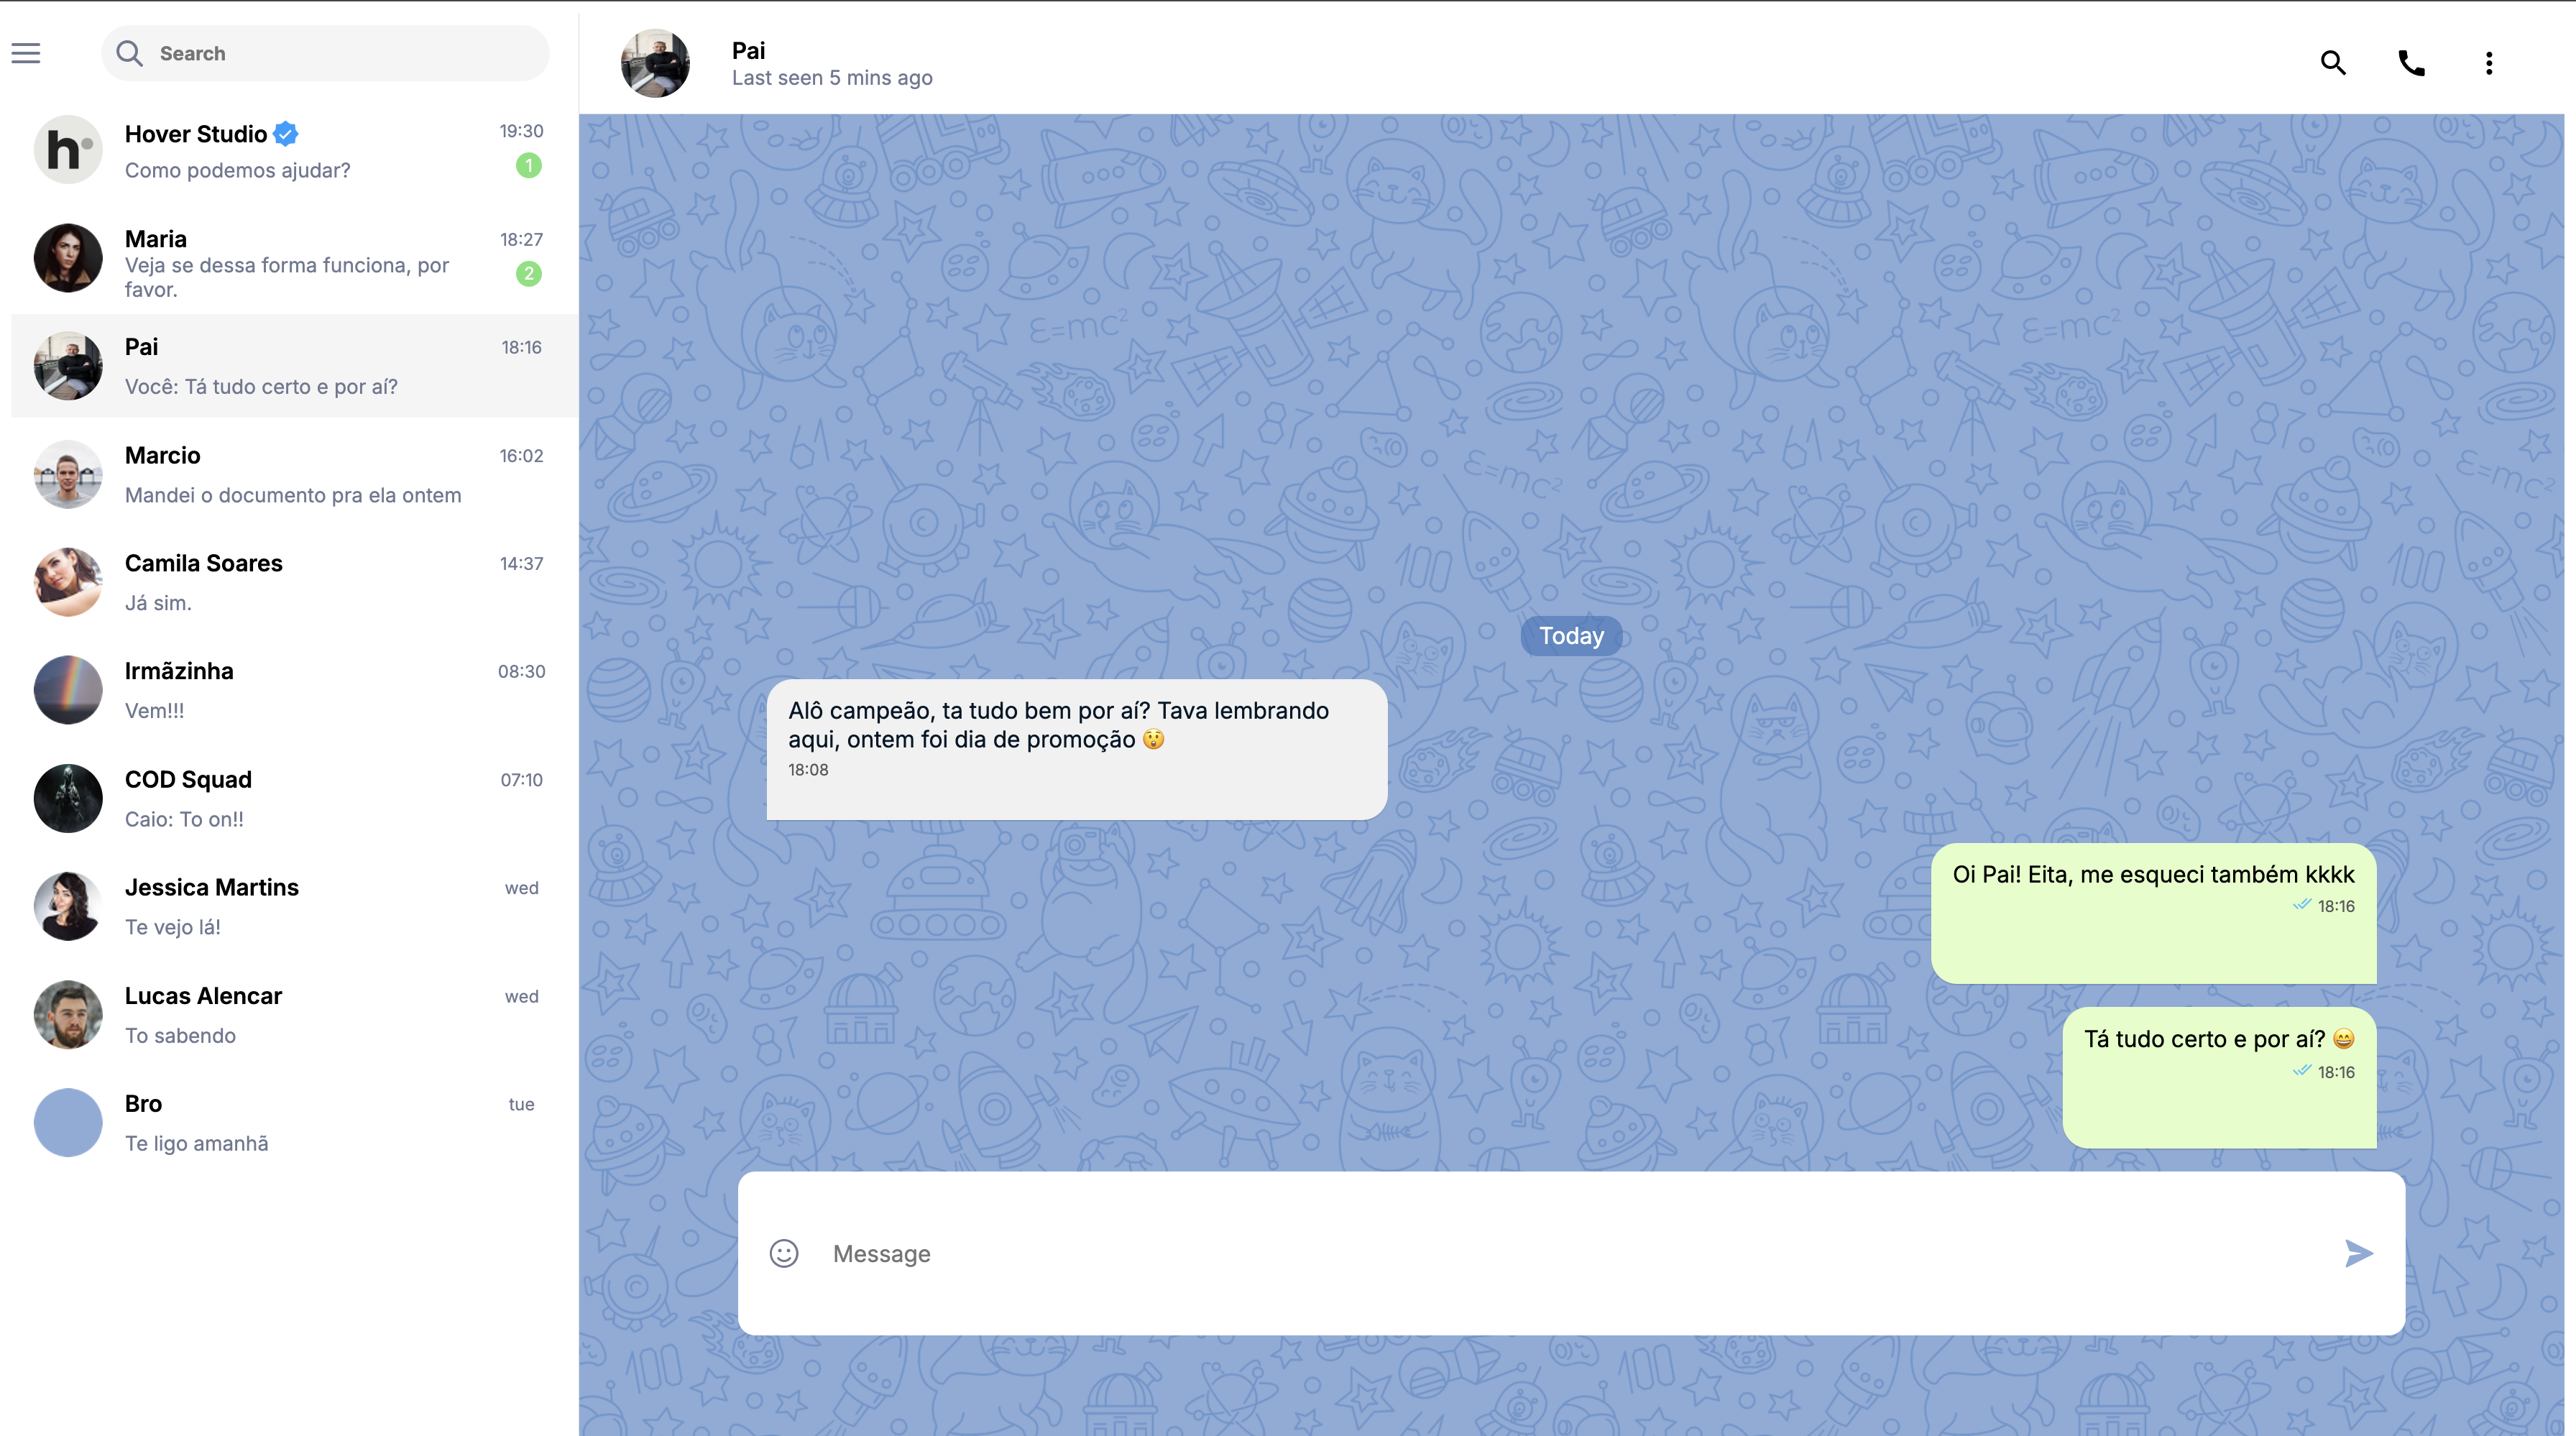 Search
Hover Studio
19:30
Como podemos ajudar?
1
Maria
18:27
Veja se dessa forma funciona, por
favor.
2
Pai
18:16
Você: Tá tudo certo e por aí?
Marcio
16:02
Mandei o documento pra ela ontem
Camila Soares
14:37
Já sim.
Irmãzinha
08:30
Vem!!!
COD Squad
07:10
Caio: To on!!
Jessica Martins
wed
Te vejo lá!
Lucas Alencar
wed
To sabendo
Bro
tue
Te ligo amanhã
Pai
Last seen 5 mins ago
Today
Alô campeão, ta tudo bem por aí? Tava lembrando
aqui, ontem foi dia de promoção 😲
18:08
Oi Pai! Eita, me esqueci também kkkk
18:16
Tá tudo certo e por aí? 😄
18:16
Message
h
ε=mc²
ε=mc²
ε=mc²
ε=mc²